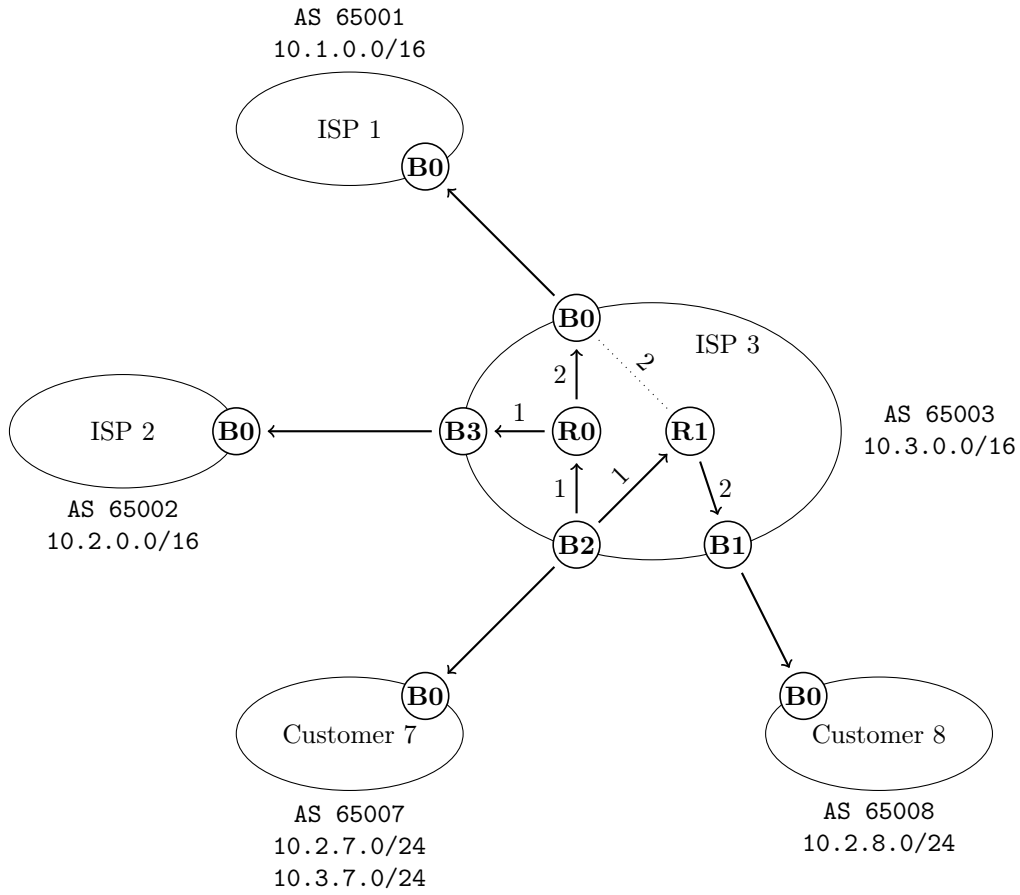 AS 65001
10.1.0.0/16
ISP 1
B0
B0
ISP 3
2
2
ISP 2
B0
1
B3
R0
R1
AS 65003
10.3.0.0/16
1
1
2
AS 65002
10.2.0.0/16
B2
B1
B0
B0
Customer 7
Customer 8
AS 65007
10.2.7.0/24
10.3.7.0/24
AS 65008
10.2.8.0/24